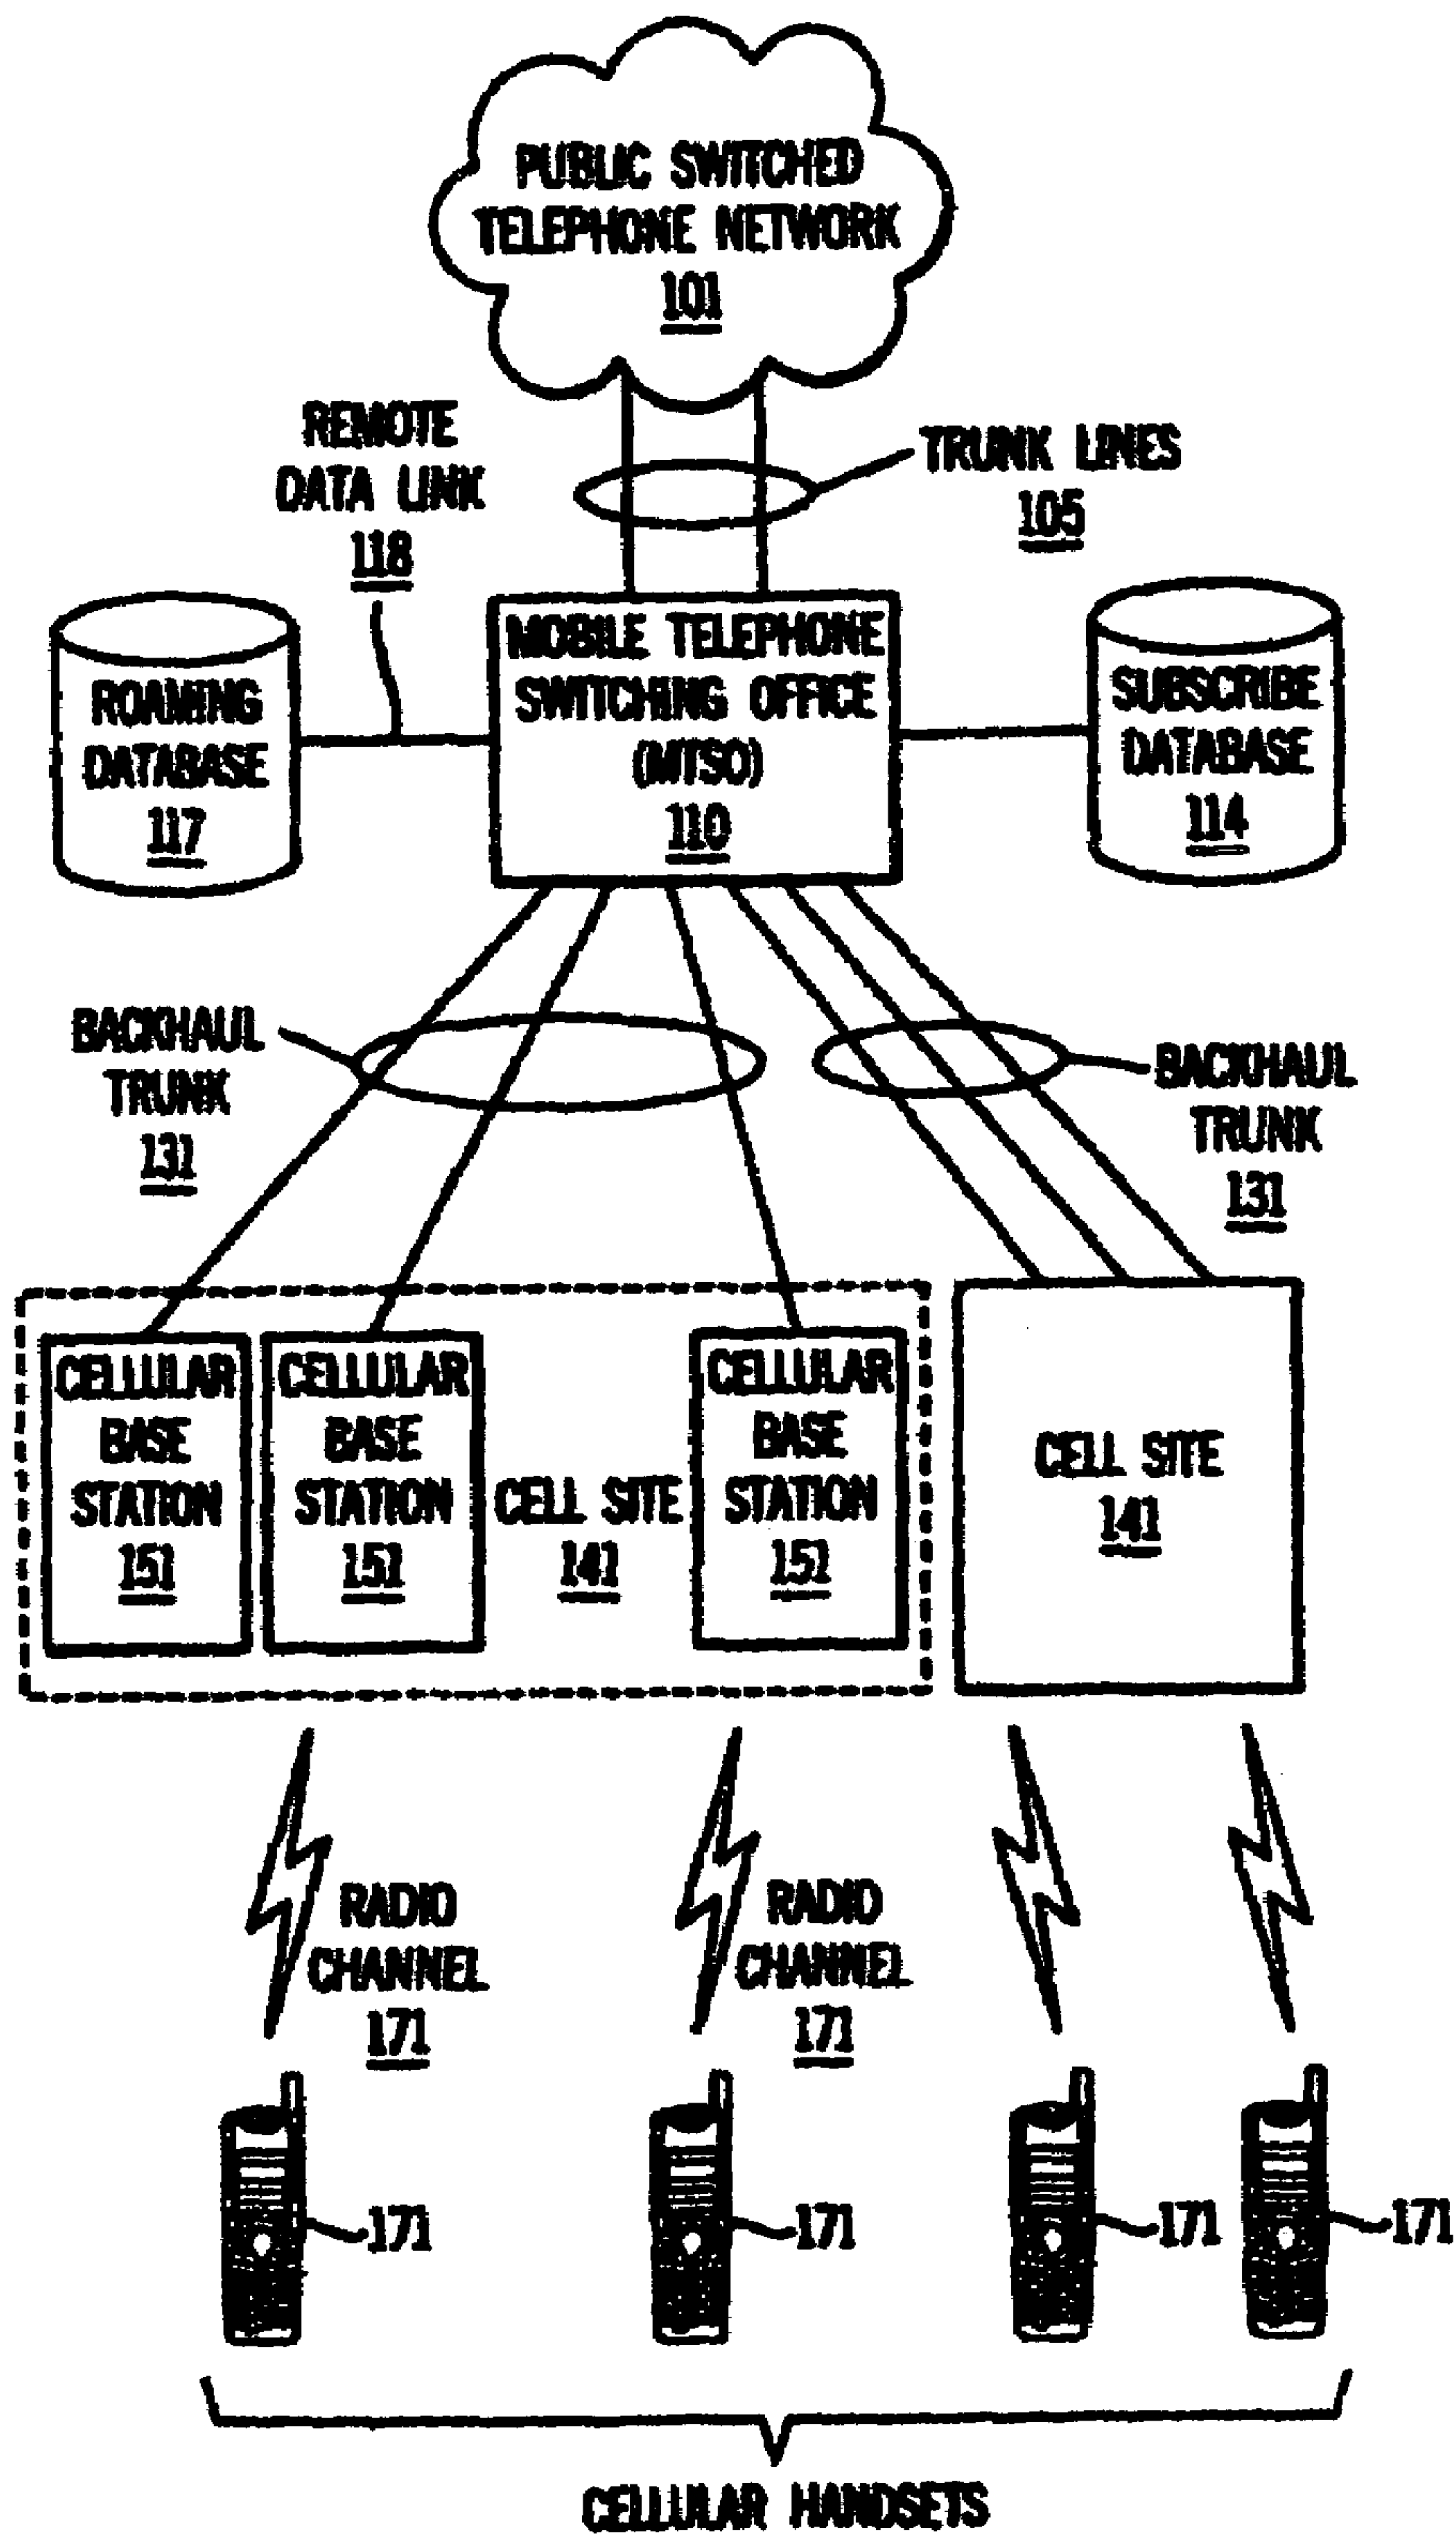 PUBLIC SWITCHED
TELEPHONE NETWORK
101
REMOTE
DATA LINK
118
TRUNK LINES
105
ROAMING
DATABASE
117
MOBILE TELEPHONE
SWITCHING OFFICE
(MTSO)
110
SUBSCRIBE
DATABASE
114
BACKHAUL
TRUNK
131
BACKHAUL
TRUNK
131
CELLULAR
BASE
STATION
151
CELLULAR
BASE
STATION
151
CELL SITE
141
CELLULAR
BASE
STATION
151
CELL SITE
141
RADIO
CHANNEL
171
RADIO
CHANNEL
171
171
171
171
171
CELLULAR HANDSETS